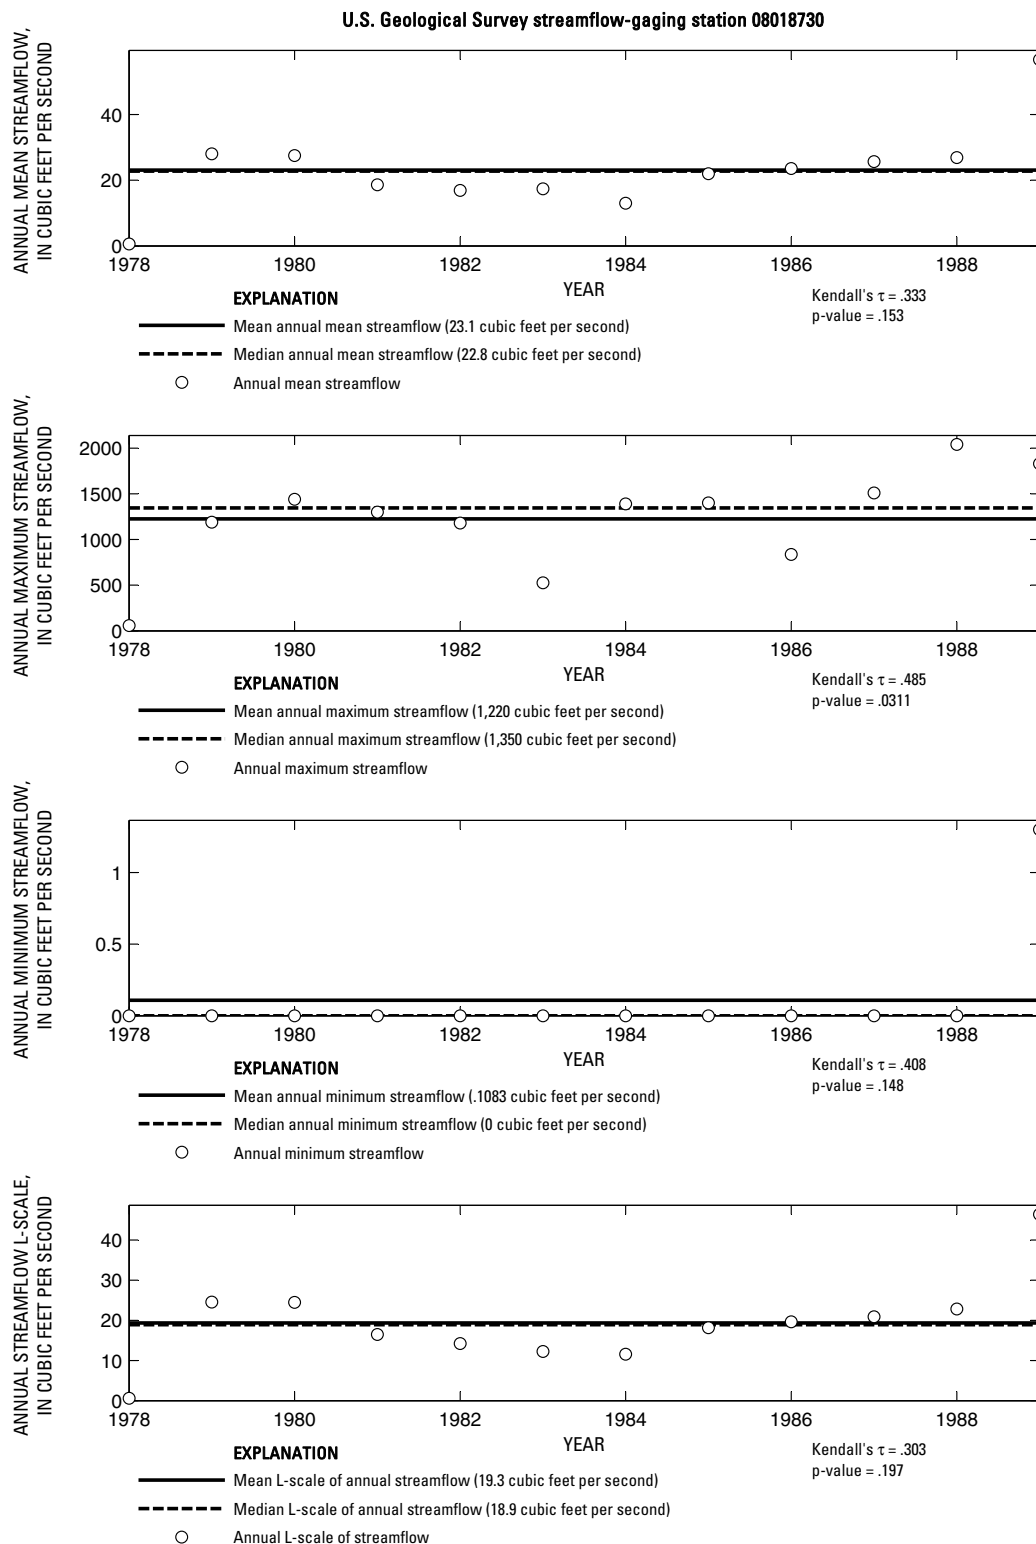 U.S. Geological Survey streamflow-gaging station 08018730
ANNUAL MEAN STREAMFLOW,
IN CUBIC FEET PER SECOND
40
20
0
1978 1980 1982 1984 1986 1988
YEAR
EXPLANATION
Mean annual mean streamflow (23.1 cubic feet per second)
Median annual mean streamflow (22.8 cubic feet per second)
Annual mean streamflow
Kendall's τ = .333
p-value = .153
ANNUAL MAXIMUM STREAMFLOW,
IN CUBIC FEET PER SECOND
2000
1500
1000
500
0
1978 1980 1982 1984 1986 1988
YEAR
EXPLANATION
Mean annual maximum streamflow (1,220 cubic feet per second)
Median annual maximum streamflow (1,350 cubic feet per second)
Annual maximum streamflow
Kendall's τ = .485
p-value = .0311
ANNUAL MINIMUM STREAMFLOW,
IN CUBIC FEET PER SECOND
1
0.5
0
1978 1980 1982 1984 1986 1988
YEAR
EXPLANATION
Mean annual minimum streamflow (.1083 cubic feet per second)
Median annual minimum streamflow (0 cubic feet per second)
Annual minimum streamflow
Kendall's τ = .408
p-value = .148
ANNUAL STREAMFLOW L-SCALE,
IN CUBIC FEET PER SECOND
40
30
20
10
0
1978 1980 1982 1984 1986 1988
YEAR
EXPLANATION
Mean L-scale of annual streamflow (19.3 cubic feet per second)
Median L-scale of annual streamflow (18.9 cubic feet per second)
Annual L-scale of streamflow
Kendall's τ = .303
p-value = .197